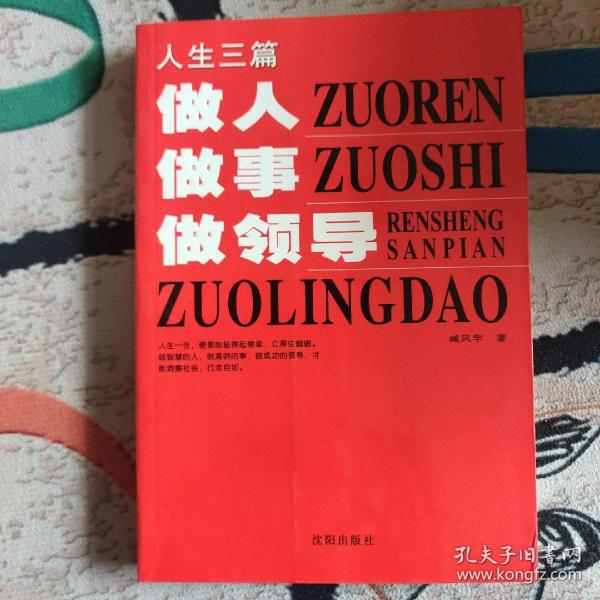 人生三篇
做人 ZUOREN
做事 ZUOSHI
做领导 RENSHENG
SANPIAN
ZUOLINGDAO
人生一世，便要能挺得起脊梁，立得住脚跟。
做智慧的人，做高明的事，做成功的领导，才
能洞察社会，行走自如。
臧风宇 著
沈阳出版社
孔夫子旧书网
www.kongfz.com